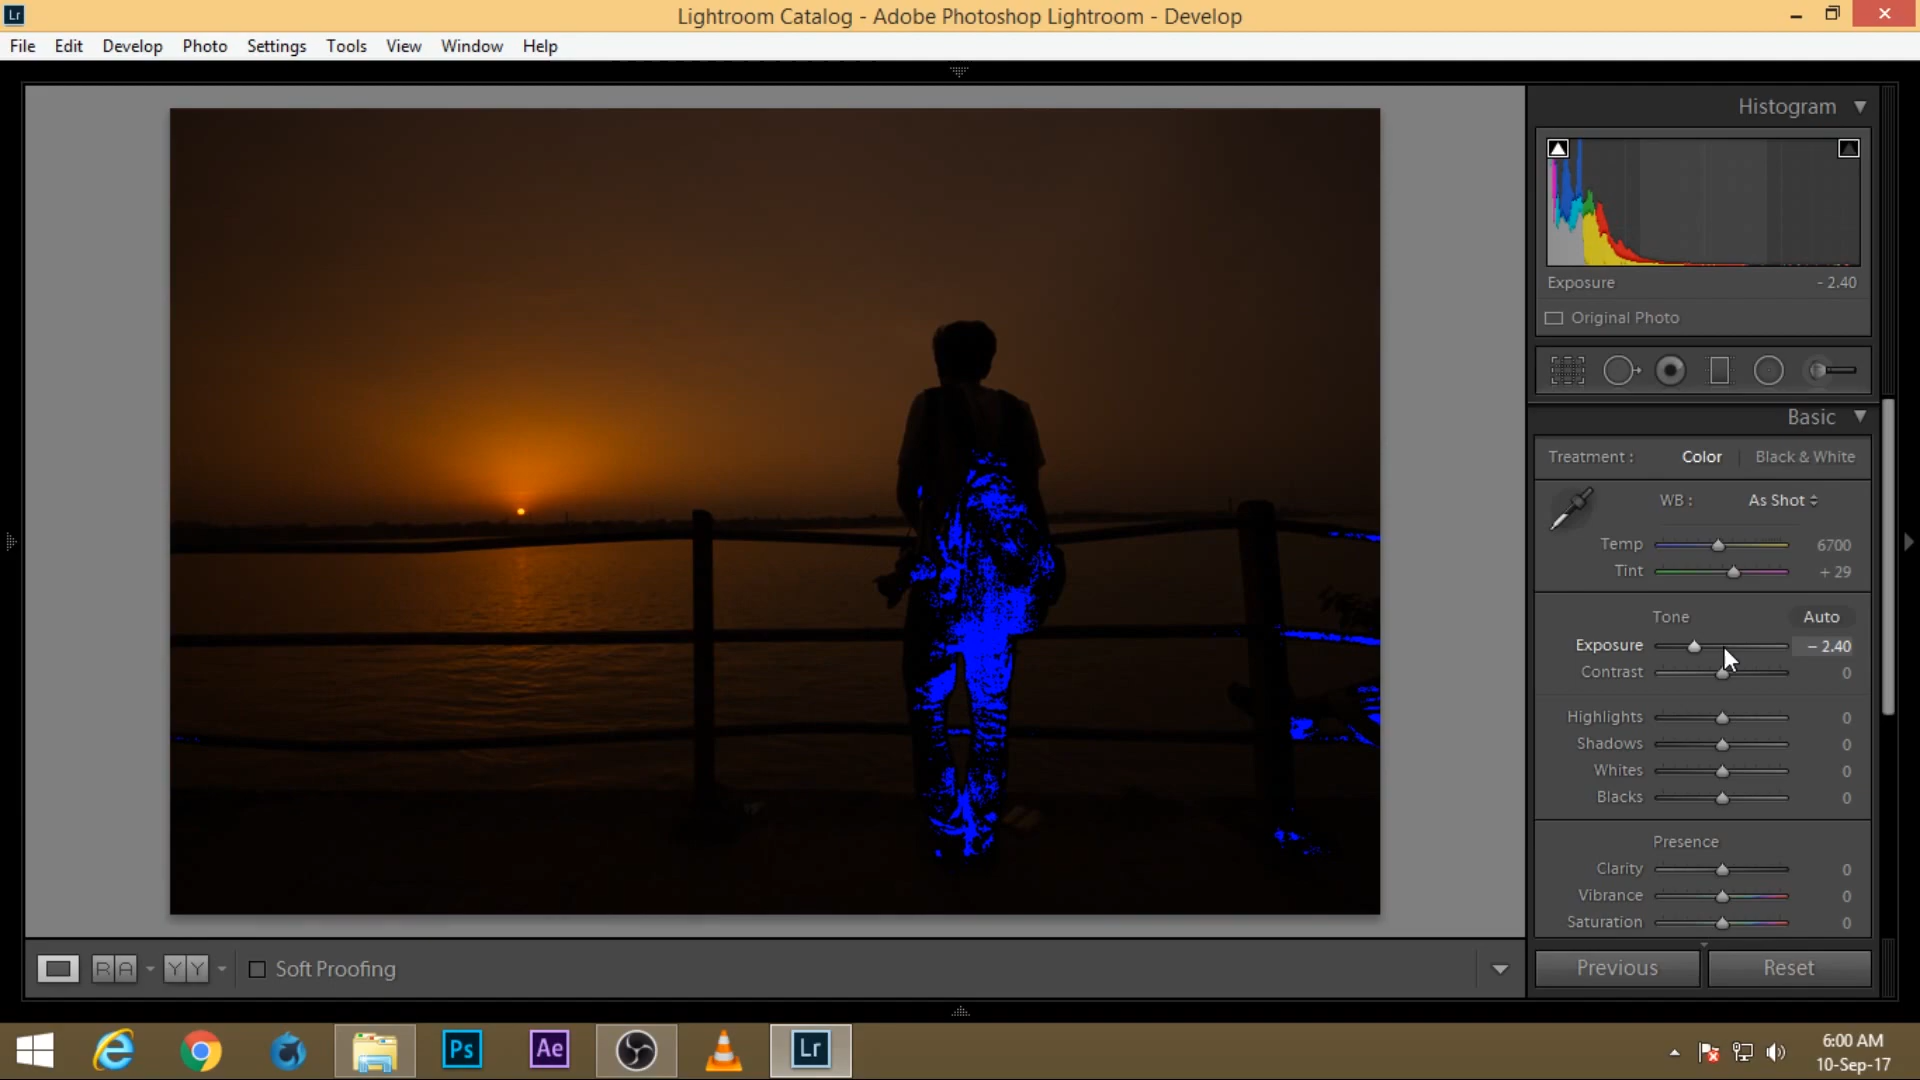 Lr
Lightroom Catalog - Adobe Photoshop Lightroom - Develop
File Edit Develop Photo Settings Tools View Window Help
Histogram
Exposure - 2.40
Original Photo
Basic
Treatment : Color Black & White
WB : As Shot
Temp 6700
Tint + 29
Tone Auto
Exposure - 2.40
Contrast 0
Highlights 0
Shadows 0
Whites 0
Blacks 0
Presence
Clarity 0
Vibrance 0
Saturation 0
R A Y Y Soft Proofing Previous Reset
Ps Ae Lr
6:00 AM
10-Sep-17